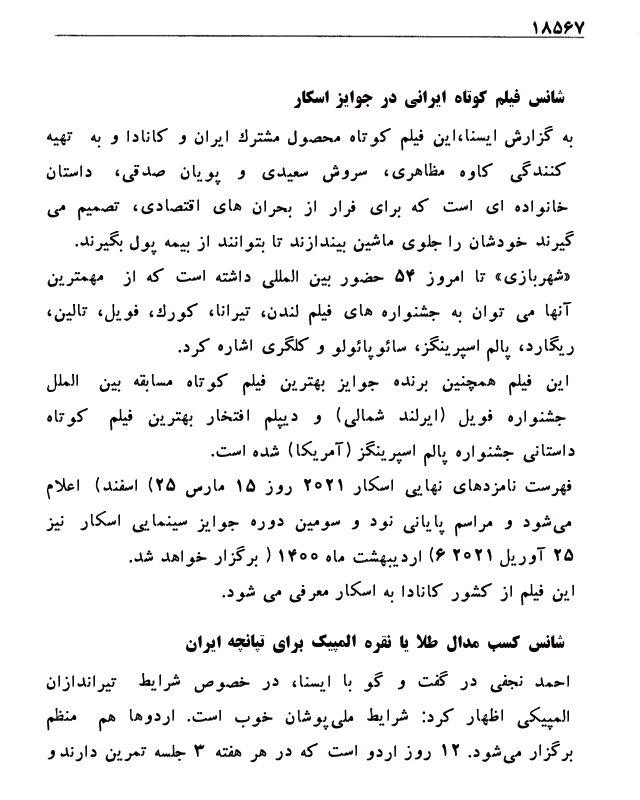 ۱۸۵۶۷
شانس فیلم کوتاه ایرانی در جوایز اسکار
به گزارش ایسنا،این فیلم کوتاه محصول مشترك ایران و کانادا و به تهیه
کنندگی کاوه مظاهری، سروش سعیدی و پویان صدقی، داستان
خانواده ای است که برای فرار از بحران های اقتصادی، تصمیم می
گیرند خودشان را جلوی ماشین بیندازند تا بتوانند از بیمه پول بگیرند.
«شهربازی» تا امروز ۵۴ حضور بین المللی داشته است که از مهمترین
آنها می توان به جشنواره های فیلم لندن، تیرانا، کورك، فویل، تالین،
ریگارد، پالم اسپرینگز، سائوپائولو و کلگری اشاره کرد.
این فیلم همچنین برنده جوایز بهترین فیلم کوتاه مسابقه بین الملل
جشنواره فویل (ایرلند شمالی) و دیپلم افتخار بهترین فیلم کوتاه
داستانی جشنواره پالم اسپرینگز (آمریکا) شده است.
فهرست نامزدهای نهایی اسکار ۲۰۲۱ روز ۱۵ مارس ۲۵) اسفند) اعلام
می‌شود و مراسم پایانی نود و سومین دوره جوایز سینمایی اسکار نیز
۲۵ آوریل ۲۰۲۱ ۶) اردیبهشت ماه ۱۴۰۰ ( برگزار خواهد شد.
این فیلم از کشور کانادا به اسکار معرفی می شود.
شانس کسب مدال طلا یا نقره المپیک برای تپانچه ایران
احمد نجفی در گفت و گو با ایسنا، در خصوص شرایط تیراندازان
المپیکی اظهار کرد: شرایط ملی‌پوشان خوب است. اردوها هم منظم
برگزار می‌شود. ۱۲ روز اردو است که در هر هفته ۳ جلسه تمرین دارند و